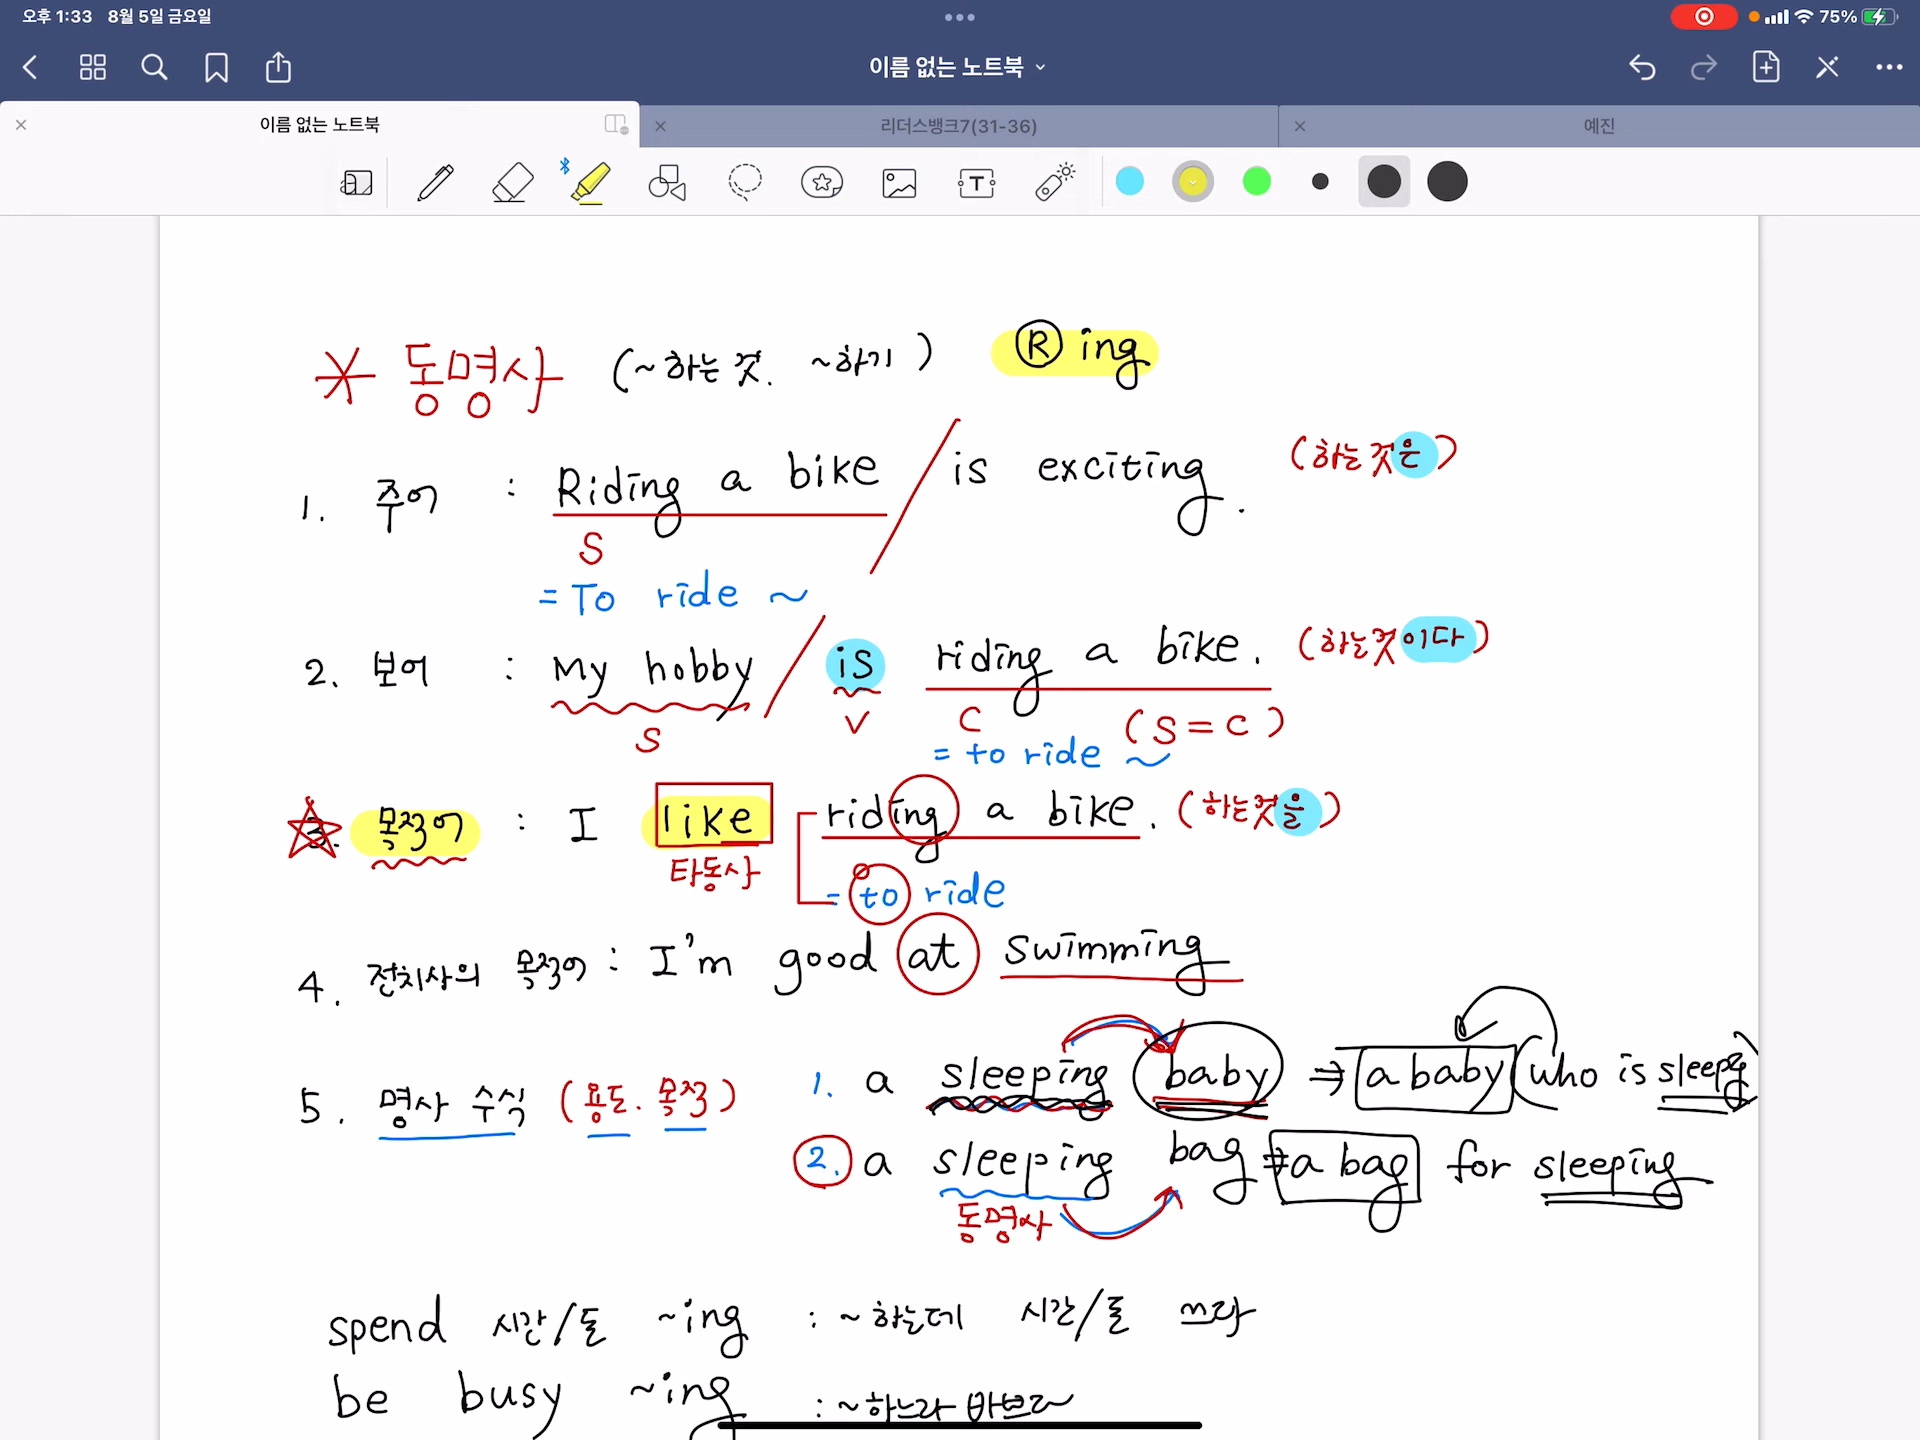 오후 1:33 8월 5일 금요일 75%
이름 없는 노트북
이름 없는 노트북 리더스뱅크7(31-36) 예진
* 동명사 (~하는 것. ~하기) Ⓡ ing
1. 주어 : Riding a bike / is exciting. (하는 것은)
S
= To ride ~
2. 보어 : My hobby / is riding a bike. (하는것이다)
S V C (S = C)
= to ride ~
3. 목적어 : I like riding a bike. (하는것을)
타동사 = to ride
4. 전치사의 목적어 : I'm good at swimming
5. 명사 수식 (용도. 목적) 1. a sleeping baby ⇒ a baby (who is sleeping)
2. a sleeping bag ⇒ a bag for sleeping
동명사
spend 시간/돈 ~ing : ~하는데 시간/돈 쓰다
be busy ~ing : ~하느라 바쁘다